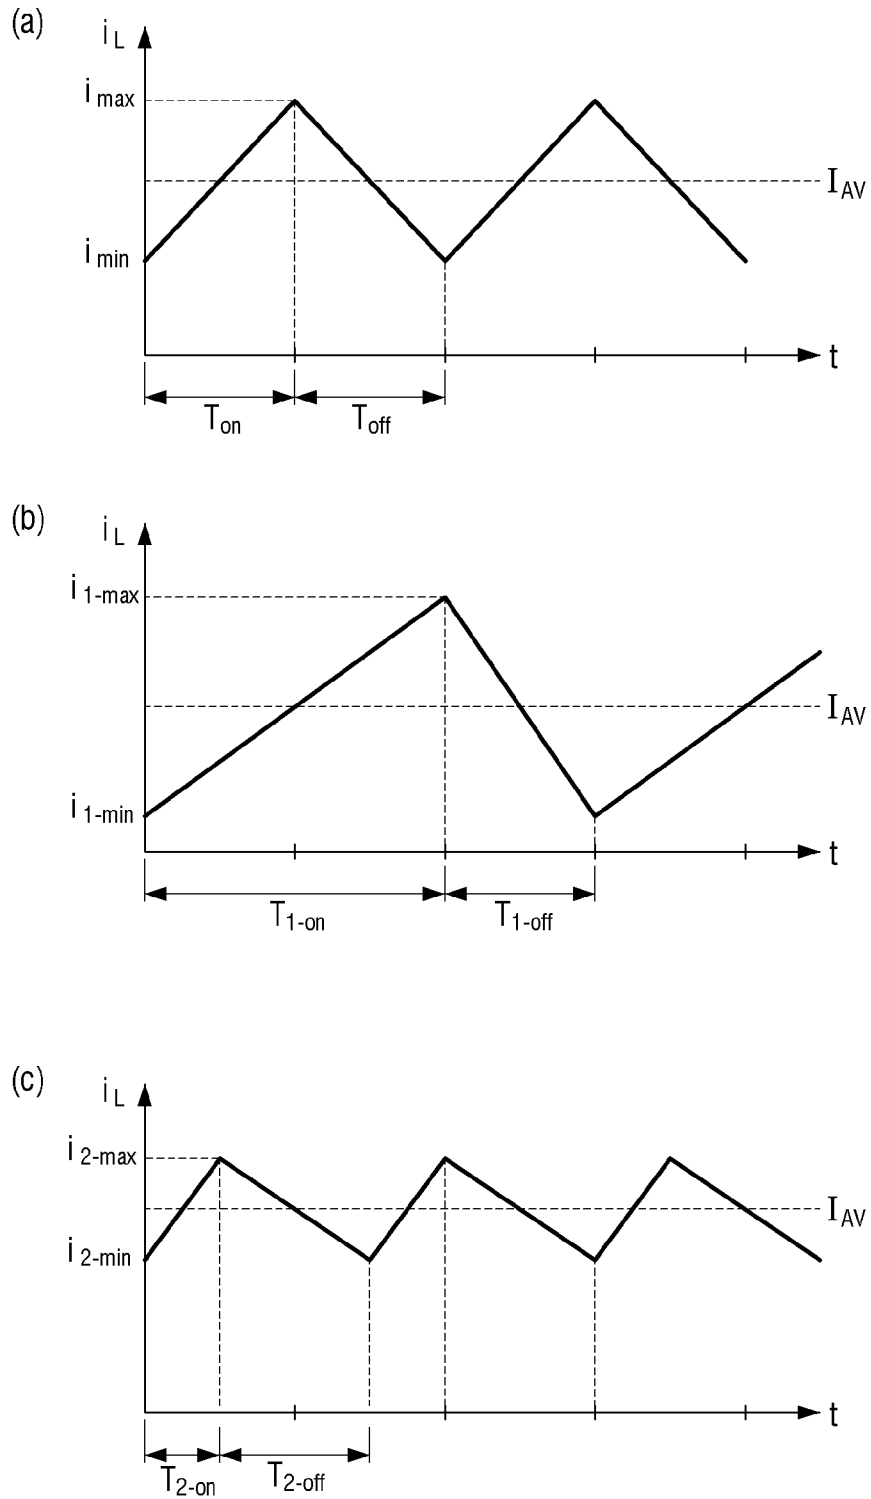 (a)
i L
i max
I AV
i min
t
T on T off
(b)
i L
i 1-max
I AV
i 1-min
t
T 1-on T 1-off
(c)
i L
i 2-max
I AV
i 2-min
t
T 2-on T 2-off